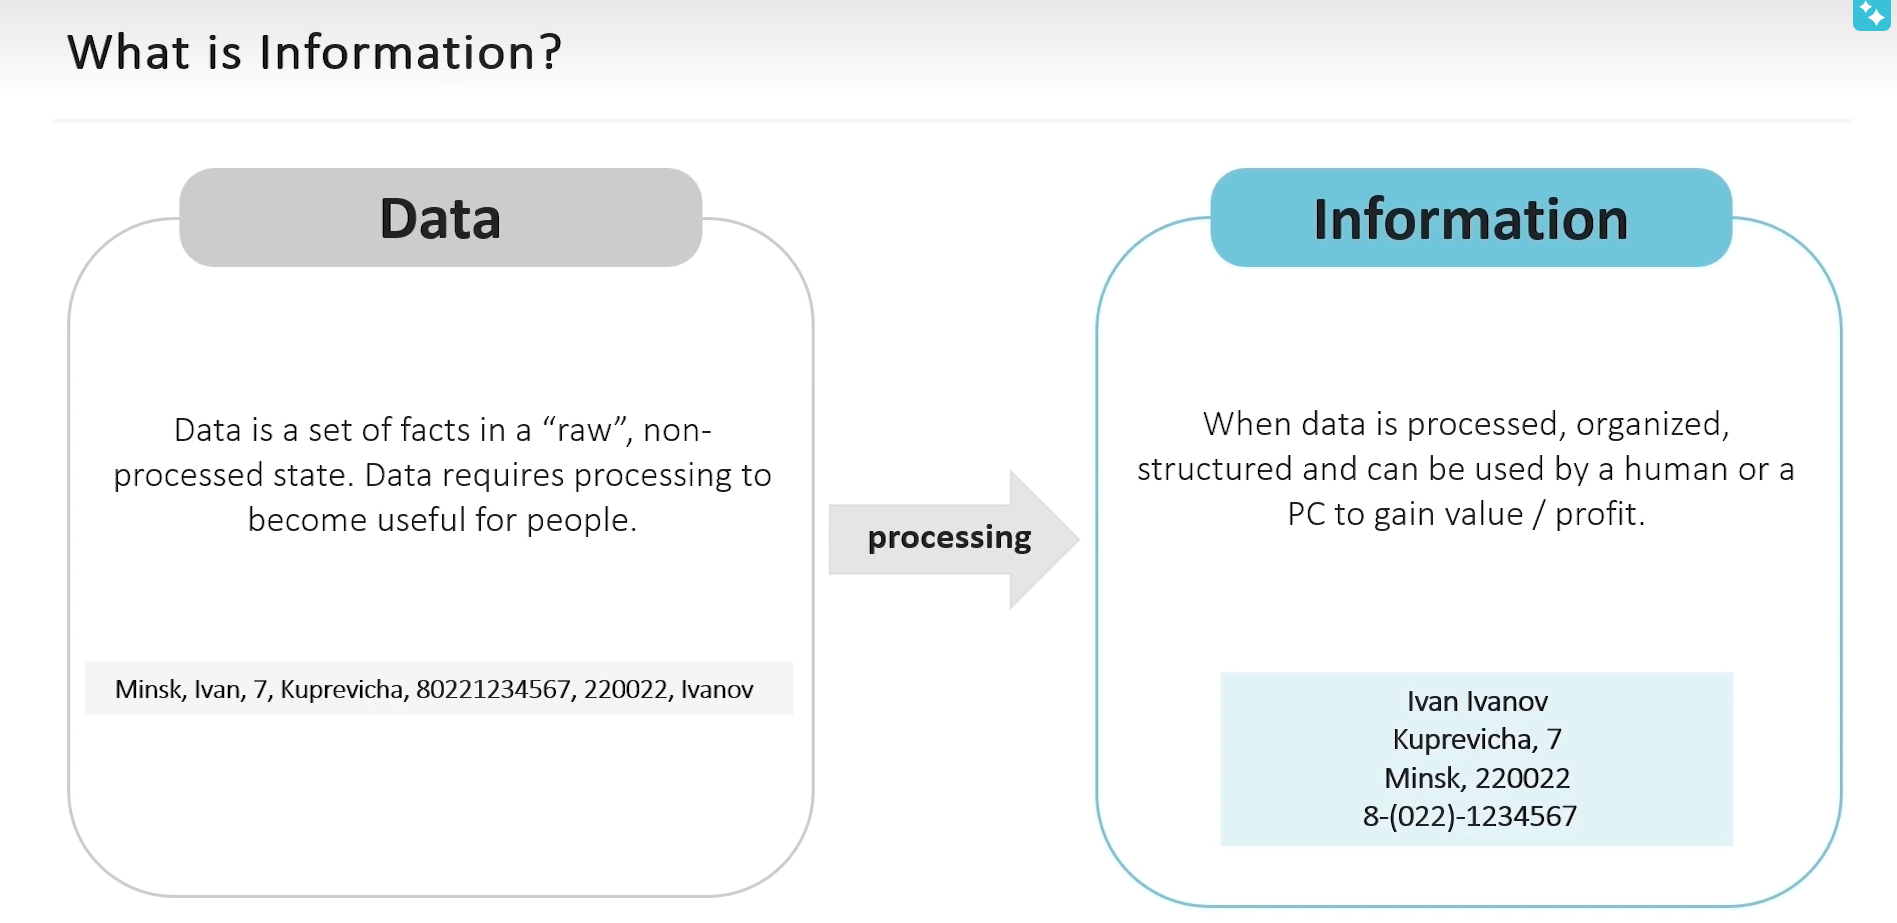 What is Information?
Data
Data is a set of facts in a “raw”, non-
processed state. Data requires processing to
become useful for people.
Minsk, Ivan, 7, Kuprevicha, 80221234567, 220022, Ivanov
processing
Information
When data is processed, organized,
structured and can be used by a human or a
PC to gain value / profit.
Ivan Ivanov
Kuprevicha, 7
Minsk, 220022
8-(022)-1234567